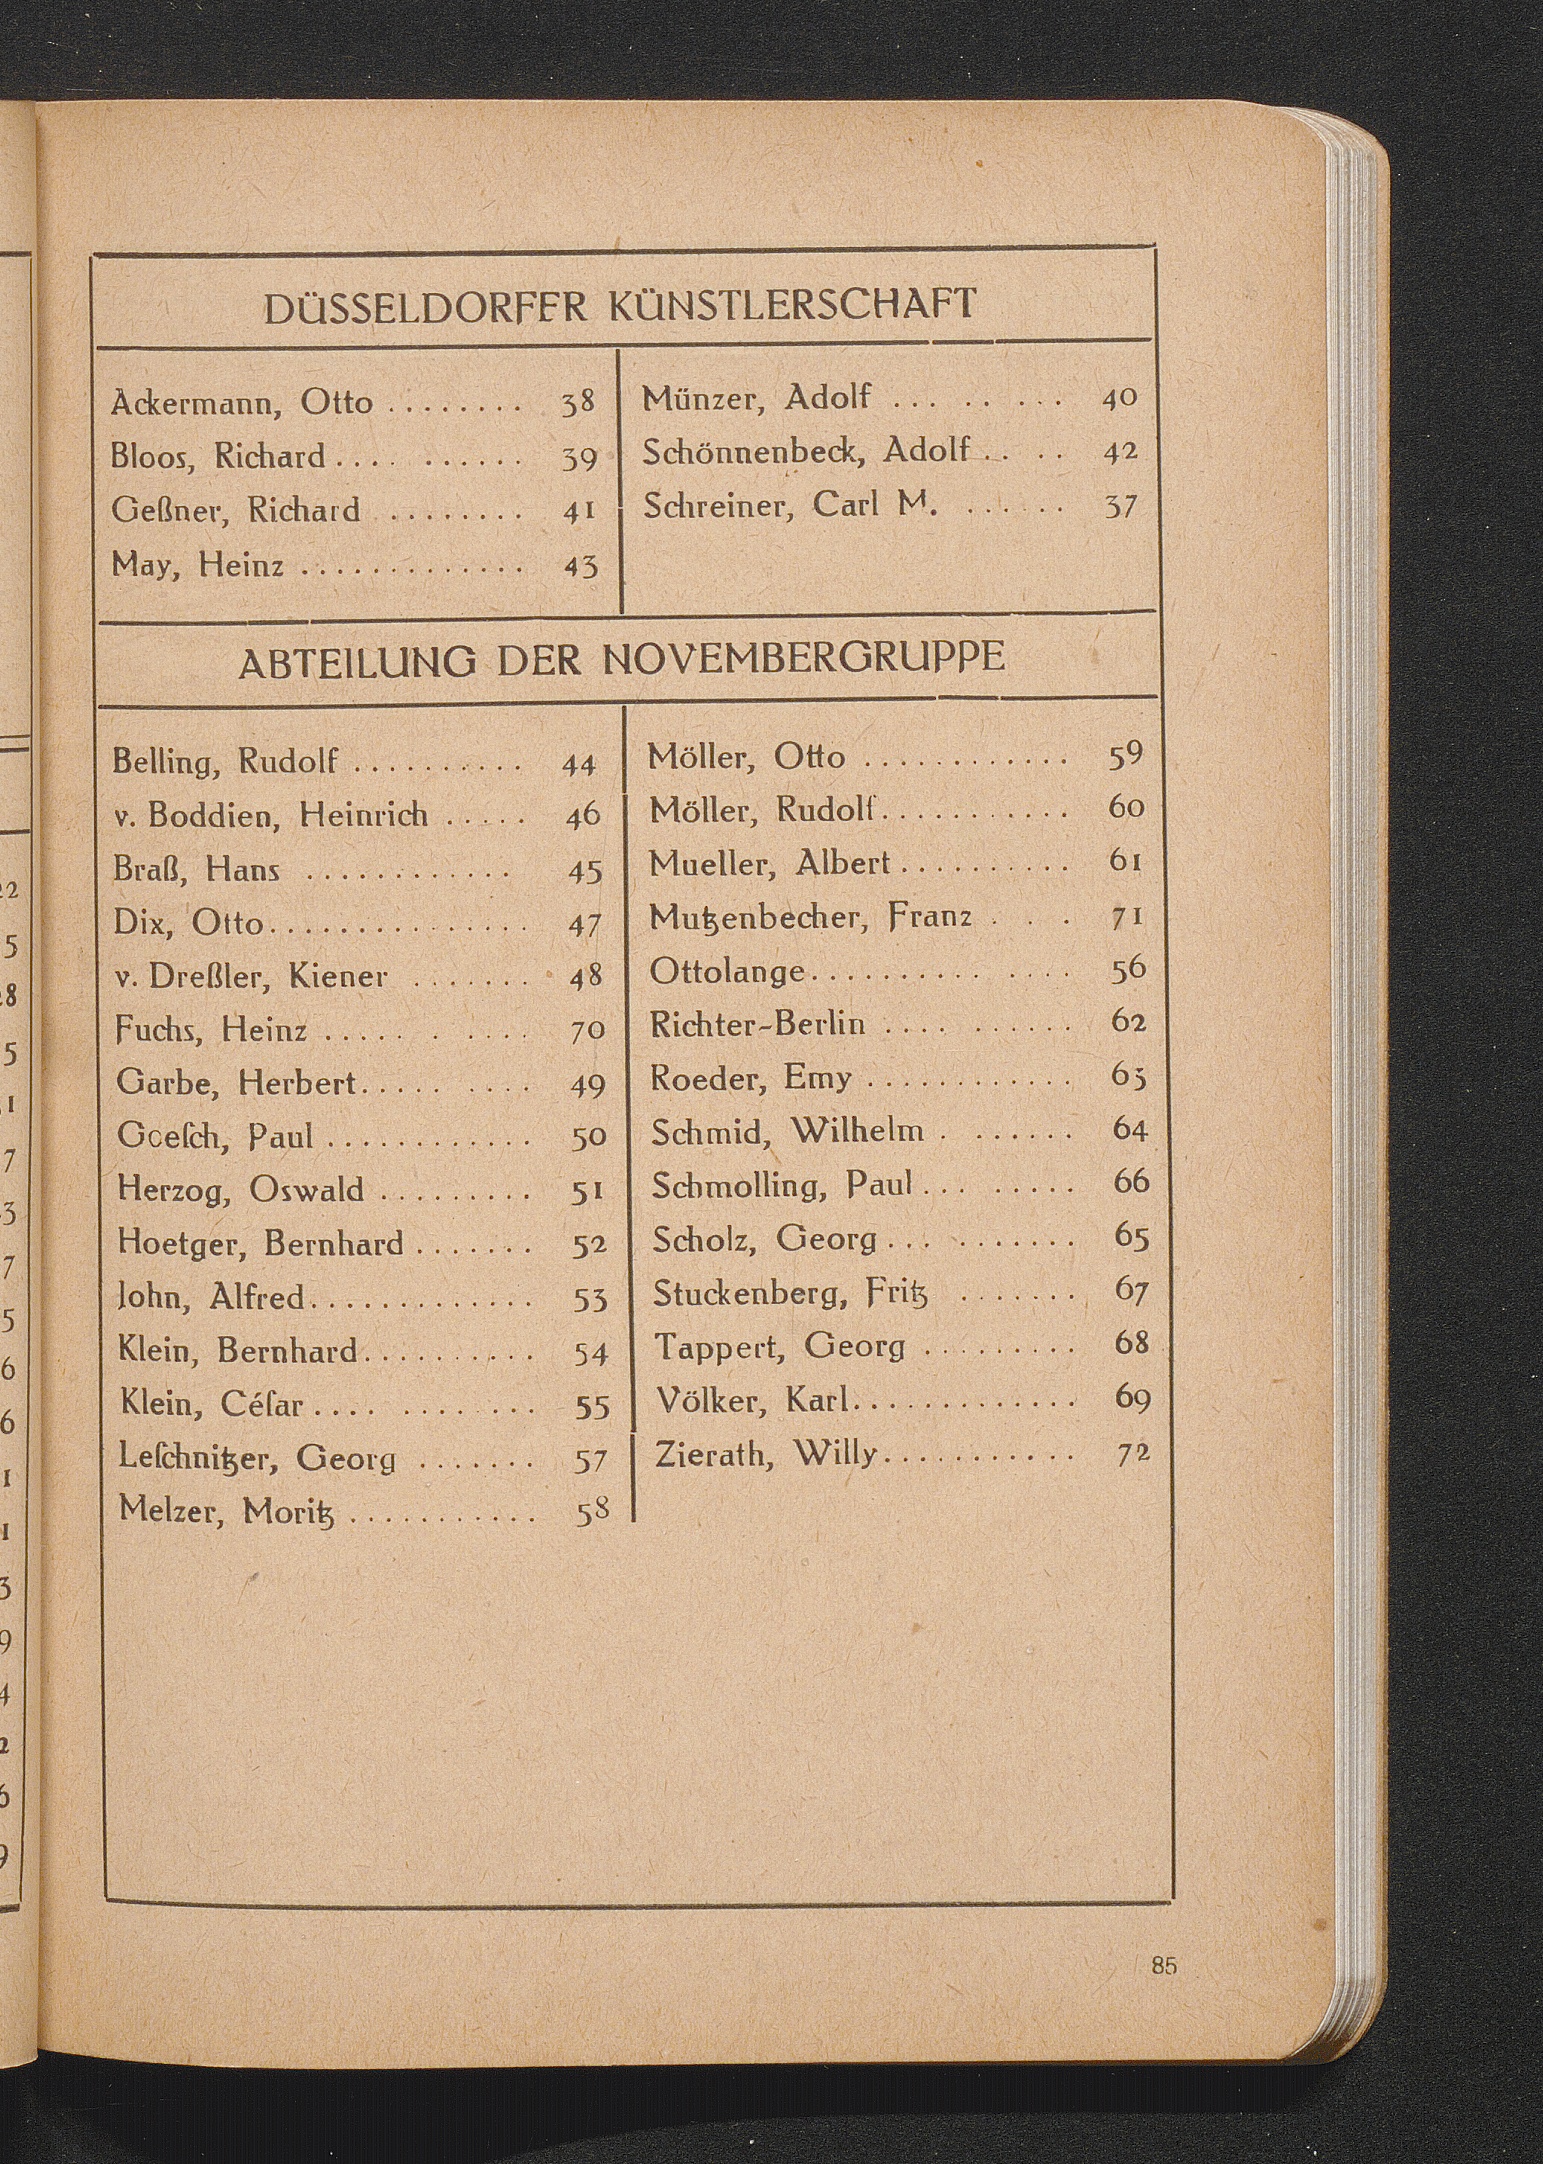 DÜSSELDORFER KÜNSTLERSCHAFT
Ackermann, Otto ........ 38
Bloos, Richard .... ...... 39
Geßner, Richard ........ 41
May, Heinz ............. 43
Münzer, Adolf ... .. ... 40
Schönnenbeck, Adolf .. .. 42
Schreiner, Carl M. ...... 37
ABTEILUNG DER NOVEMBERGRUPPE
Belling, Rudolf .......... 44
v. Boddien, Heinrich ..... 46
Braß, Hans ............ 45
Dix, Otto............... 47
v. Dreßler, Kiener ....... 48
Fuchs, Heinz ...... .... 70
Garbe, Herbert..... .... 49
Goeſch, Paul ............ 50
Herzog, Oswald ......... 51
Hoetger, Bernhard ....... 52
John, Alfred............. 53
Klein, Bernhard.......... 54
Klein, Céſar .... .... ... 55
Leſchnitzer, Georg ....... 57
Melzer, Moritz ........... 58
Möller, Otto ............ 59
Möller, Rudolf........... 60
Mueller, Albert .......... 61
Mutzenbecher, Franz . . . 71
Ottolange.......... .... 56
Richter-Berlin .... ...... 62
Roeder, Emy ............ 63
Schmid, Wilhelm . ...... 64
Schmolling, Paul ... ..... 66
Scholz, Georg ... ....... 65
Stuckenberg, Fritz ....... 67
Tappert, Georg ......... 68
Völker, Karl............. 69
Zierath, Willy........... 72
85